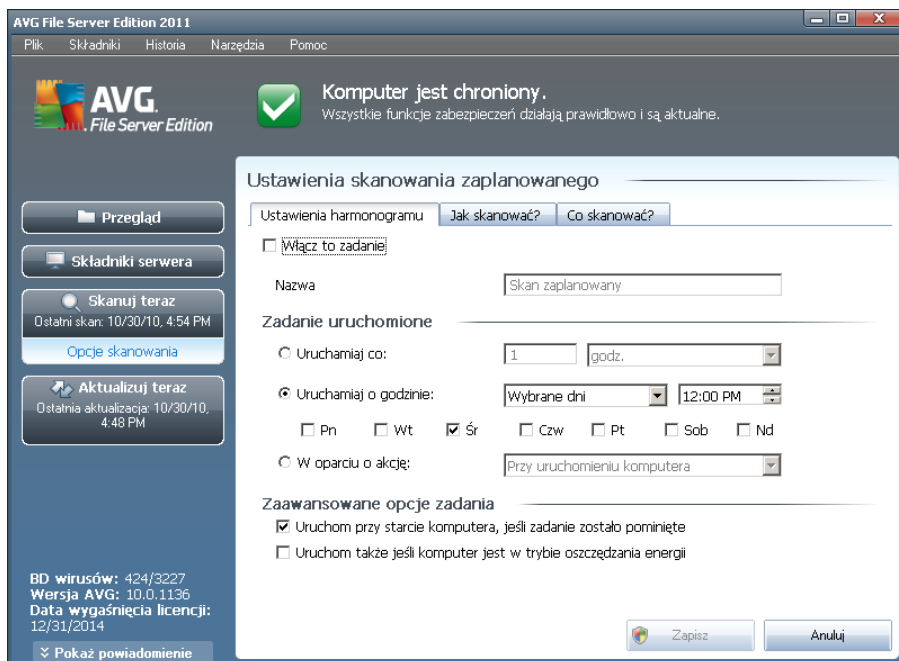 AVG File Server Edition 2011
Plik Składniki Historia Narzędzia Pomoc
AVG.
File Server Edition
Komputer jest chroniony.
Wszystkie funkcje zabezpieczeń działają prawidłowo i są aktualne.
Przegląd
Składniki serwera
Skanuj teraz
Ostatni skan: 10/30/10, 4:54 PM
Opcje skanowania
Aktualizuj teraz
Ostatnia aktualizacja: 10/30/10,
4:48 PM
BD wirusów: 424/3227
Wersja AVG: 10.0.1136
Data wygaśnięcia licencji:
12/31/2014
Pokaż powiadomienie
Ustawienia skanowania zaplanowanego
Ustawienia harmonogramu Jak skanować? Co skanować?
Włącz to zadanie
Nazwa Skan zaplanowany
Zadanie uruchomione
Uruchamiaj co: 1 godz.
Uruchamiaj o godzinie: Wybrane dni 12:00 PM
Pn Wt Śr Czw Pt Sob Nd
W oparciu o akcję: Przy uruchomieniu komputera
Zaawansowane opcje zadania
Uruchom przy starcie komputera, jeśli zadanie zostało pominięte
Uruchom także jeśli komputer jest w trybie oszczędzania energii
Zapisz Anuluj